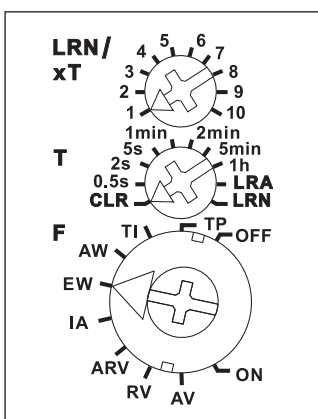 LRN/
xT
1 2 3 4 5 6 7 8 9 10
T
CLR 0.5s 2s 5s 1min 2min 5min 1h LRA LRN
F
IA EW AW TI TP OFF
ARV RV AV ON